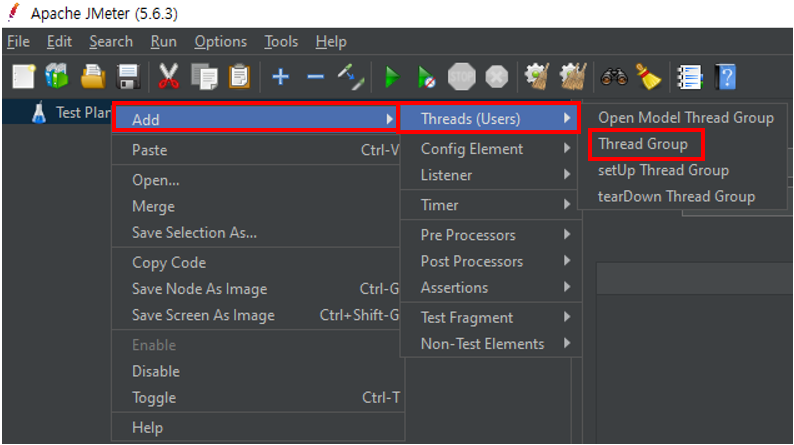 Apache JMeter (5.6.3)
File Edit Search Run Options Tools Help
STOP
Test Plan
Add
Paste Ctrl-V
Open...
Merge
Save Selection As...
Copy Code
Save Node As Image Ctrl-G
Save Screen As Image Ctrl+Shift-G
Enable
Disable
Toggle Ctrl-T
Help
Threads (Users)
Config Element
Listener
Timer
Pre Processors
Post Processors
Assertions
Test Fragment
Non-Test Elements
Open Model Thread Group
Thread Group
setUp Thread Group
tearDown Thread Group